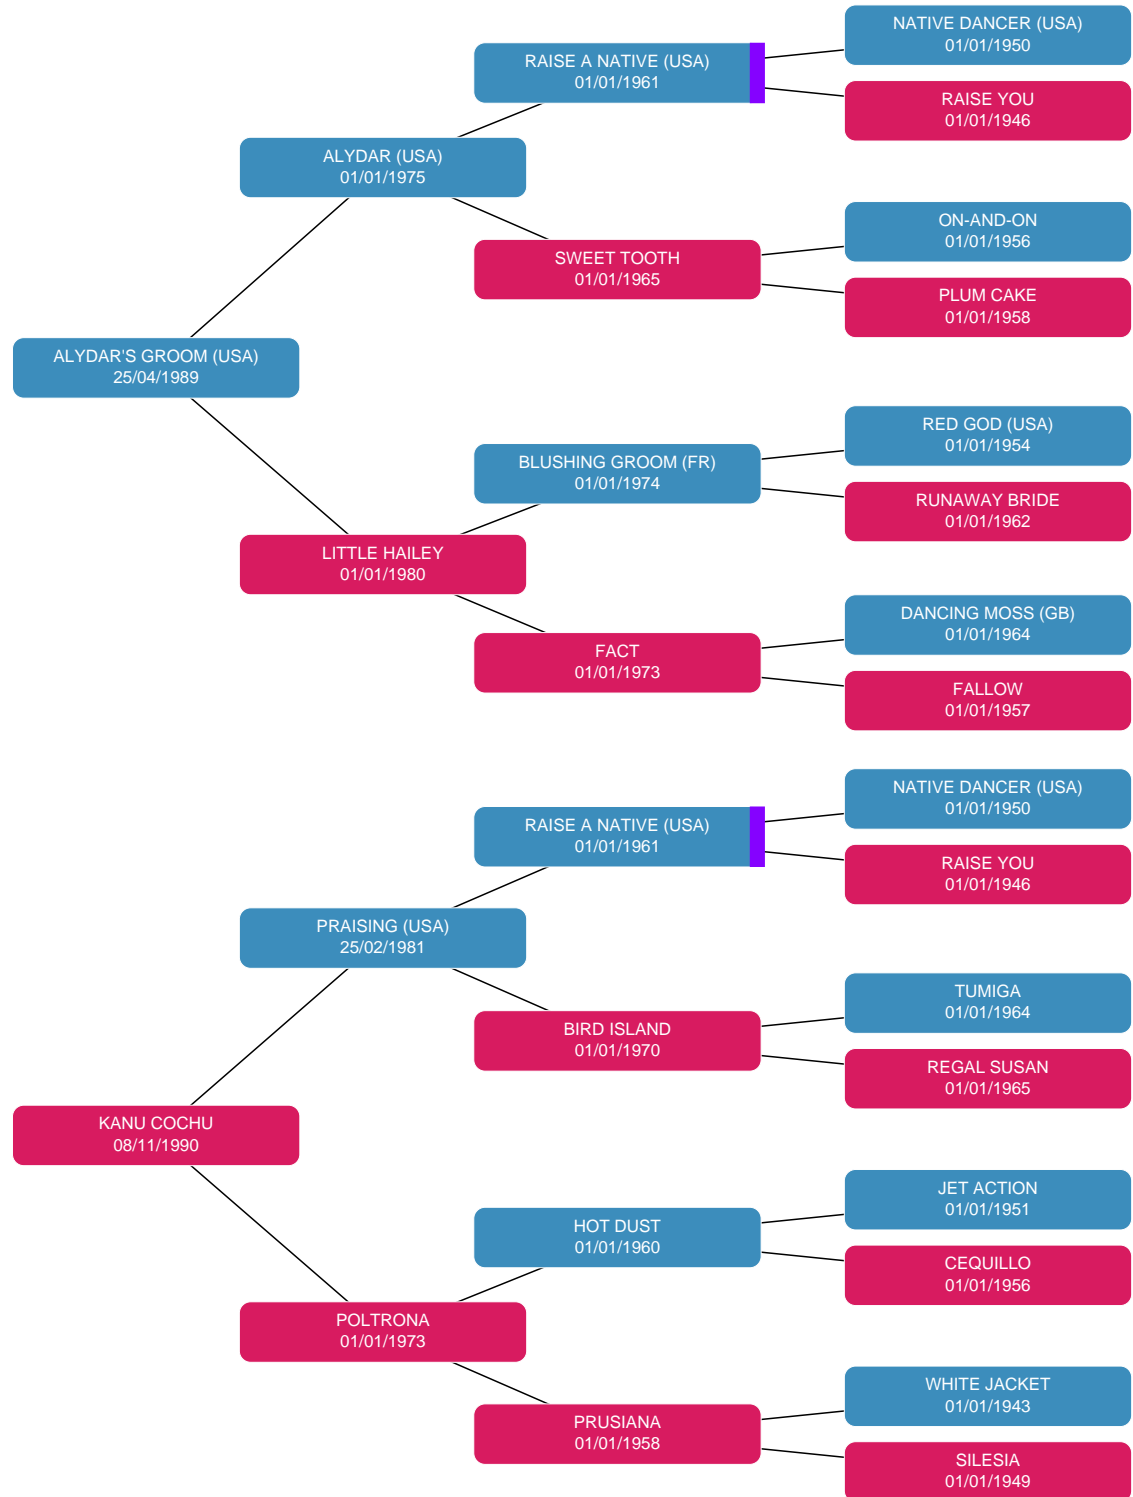 NATIVE DANCER (USA)
01/01/1950
RAISE A NATIVE (USA)
01/01/1961
RAISE YOU
01/01/1946
ALYDAR (USA)
01/01/1975
ON-AND-ON
01/01/1956
SWEET TOOTH
01/01/1965
PLUM CAKE
01/01/1958
ALYDAR'S GROOM (USA)
25/04/1989
RED GOD (USA)
01/01/1954
BLUSHING GROOM (FR)
01/01/1974
RUNAWAY BRIDE
01/01/1962
LITTLE HAILEY
01/01/1980
DANCING MOSS (GB)
01/01/1964
FACT
01/01/1973
FALLOW
01/01/1957
NATIVE DANCER (USA)
01/01/1950
RAISE A NATIVE (USA)
01/01/1961
RAISE YOU
01/01/1946
PRAISING (USA)
25/02/1981
TUMIGA
01/01/1964
BIRD ISLAND
01/01/1970
REGAL SUSAN
01/01/1965
KANU COCHU
08/11/1990
JET ACTION
01/01/1951
HOT DUST
01/01/1960
CEQUILLO
01/01/1956
POLTRONA
01/01/1973
WHITE JACKET
01/01/1943
PRUSIANA
01/01/1958
SILESIA
01/01/1949